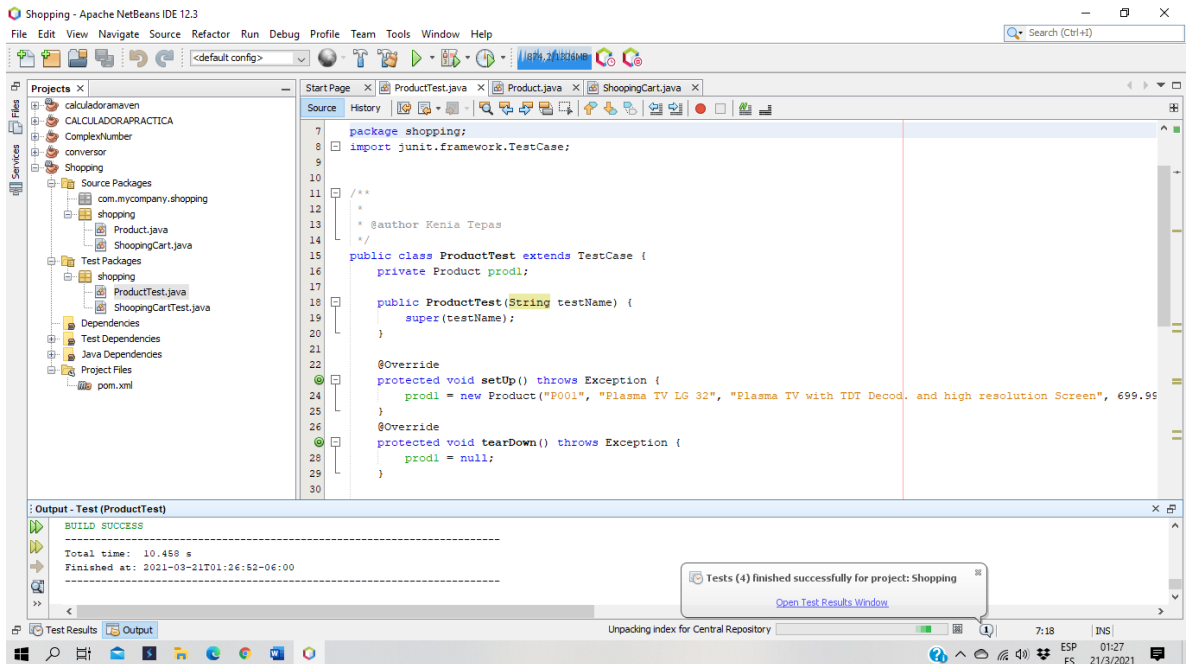 Shopping - Apache NetBeans IDE 12.3
File Edit View Navigate Source Refactor Run Debug Profile Team Tools Window Help
Search (Ctrl+I)
<default config>
874,2/1326MB
Projects
Start Page
ProductTest.java
Product.java
ShoopingCart.java
Files
Services
calculadoramaven
CALCULADORAPRACTICA
ComplexNumber
conversor
Shopping
Source Packages
com.mycompany.shopping
shopping
Product.java
ShoopingCart.java
Test Packages
shopping
ProductTest.java
ShoopingCartTest.java
Dependencies
Test Dependencies
Java Dependencies
Project Files
pom.xml
Source History
7 package shopping;
8 import junit.framework.TestCase;
9
10
11 /**
12 *
13 * @author Kenia Tepas
14 */
15 public class ProductTest extends TestCase {
16 private Product prod1;
17
18 public ProductTest(String testName) {
19 super(testName);
20 }
21
22 @Override
protected void setUp() throws Exception {
24 prod1 = new Product("P001", "Plasma TV LG 32", "Plasma TV with TDT Decod. and high resolution Screen", 699.99
25 }
26 @Override
protected void tearDown() throws Exception {
28 prod1 = null;
29 }
30
Output - Test (ProductTest)
BUILD SUCCESS
------------------------------------------------------------------------
Total time: 10.458 s
Finished at: 2021-03-21T01:26:52-06:00
------------------------------------------------------------------------
Tests (4) finished successfully for project: Shopping
Open Test Results Window
Test Results
Output
Unpacking index for Central Repository
1
7:18
INS
ESP
ES
01:27
21/3/2021